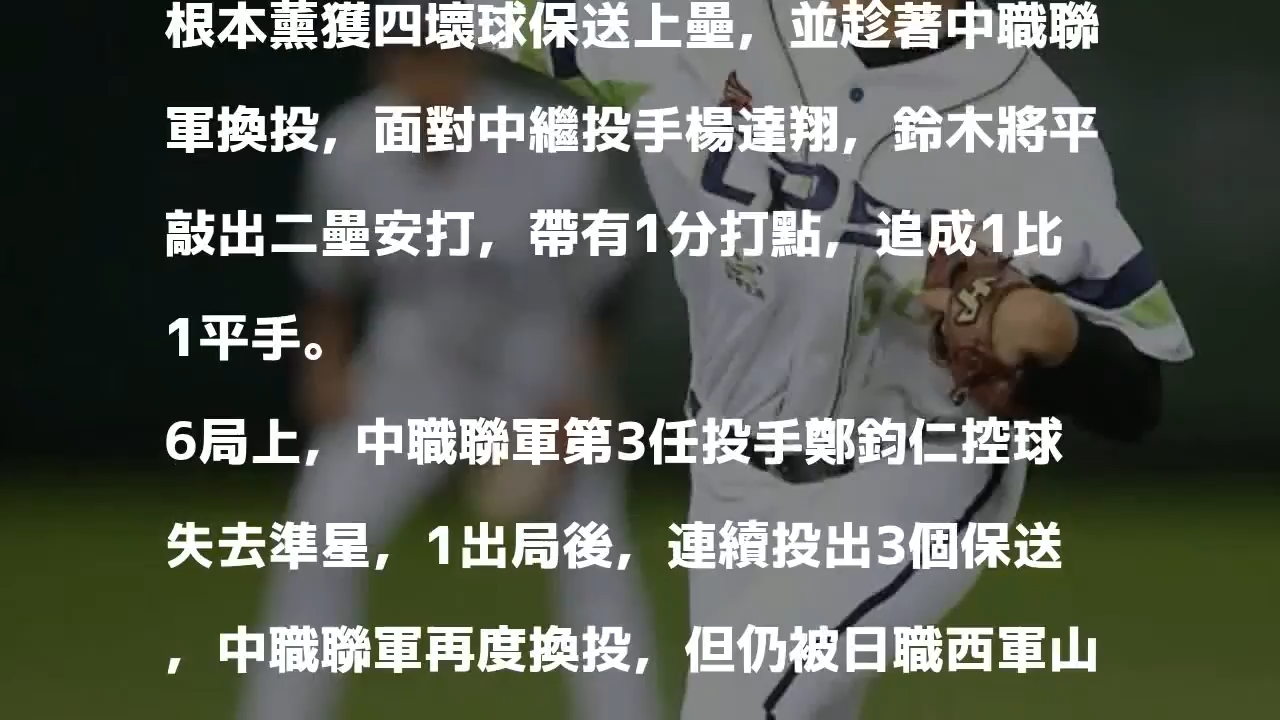 根本薰獲四壞球保送上壘，並趁著中職聯
軍換投，面對中繼投手楊達翔，鈴木將平
敲出二壘安打，帶有1分打點，追成1比
1平手。
6局上，中職聯軍第3任投手鄭鈞仁控球
失去準星，1出局後，連續投出3個保送
，中職聯軍再度換投，但仍被日職西軍山